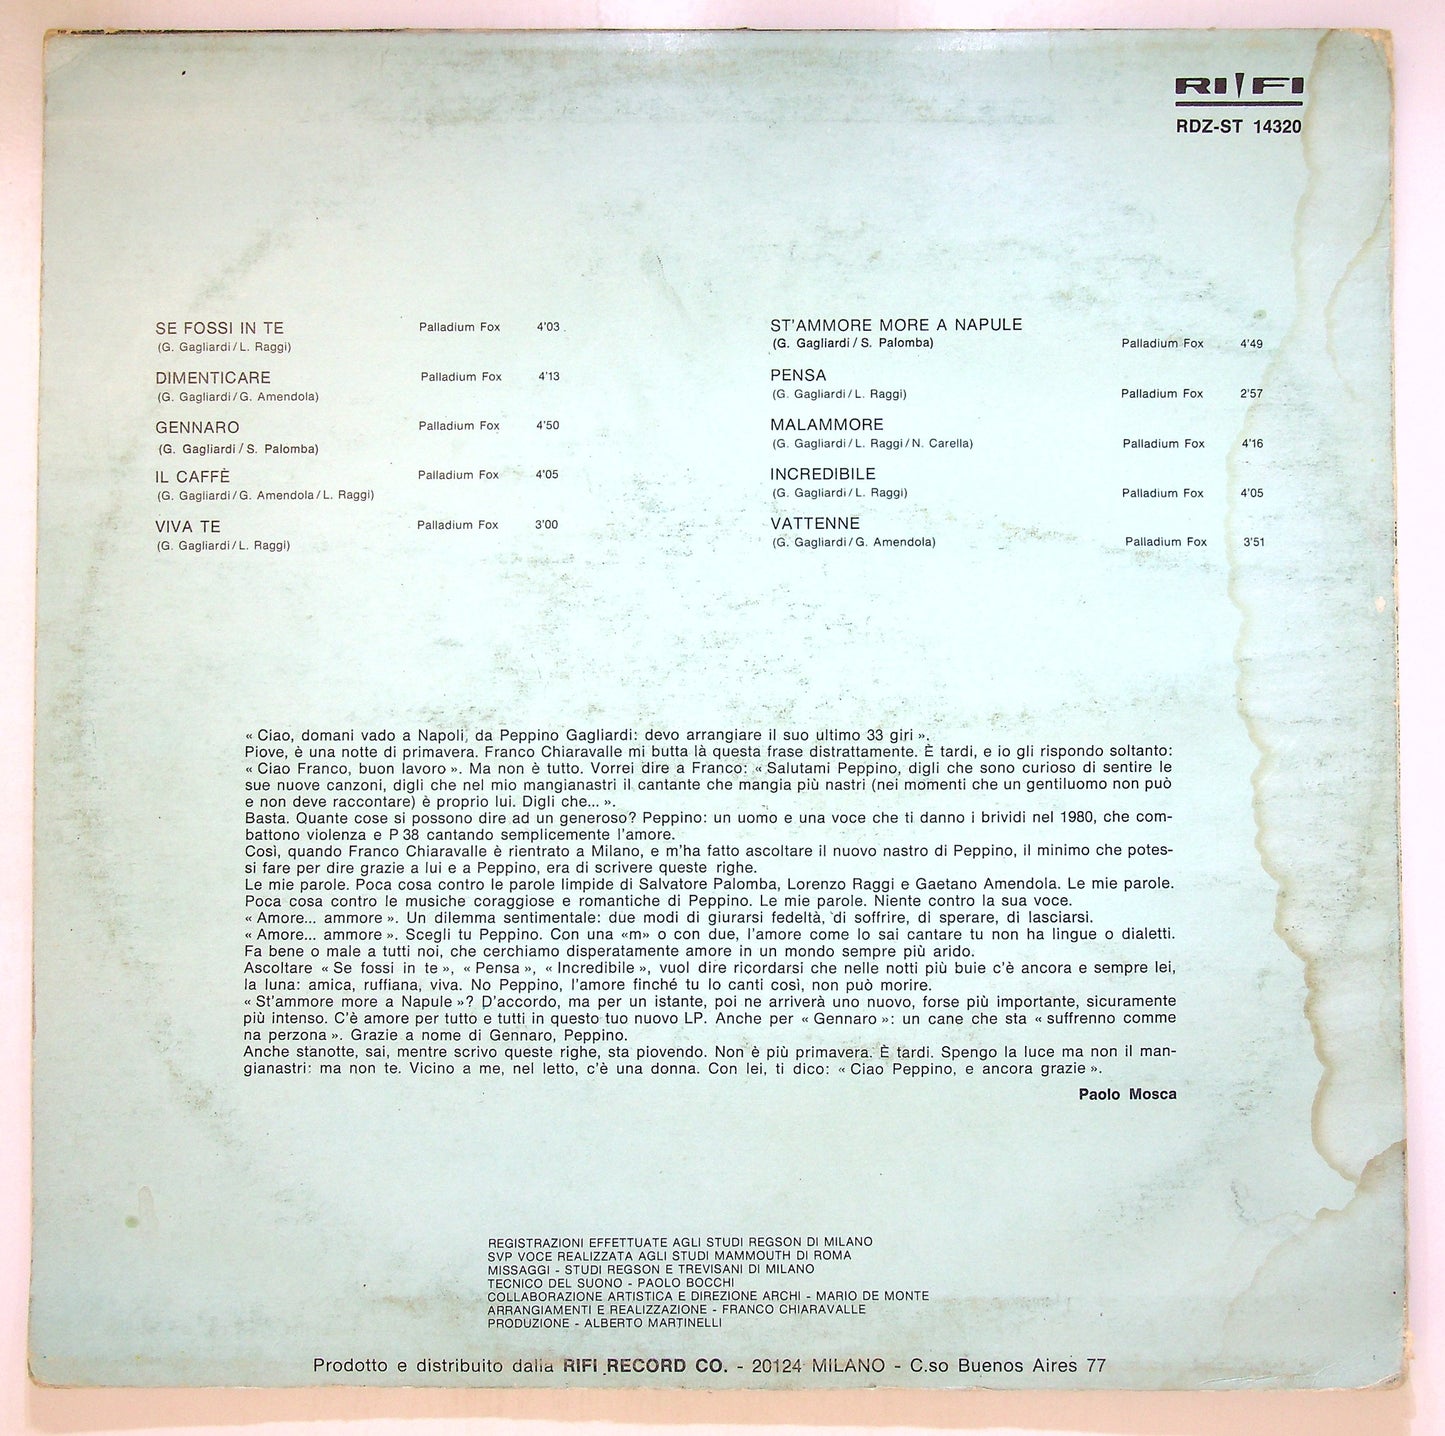 RI FI
RDZ-ST 14320
SE FOSSI IN TE Palladium Fox 4'03
(G. Gagliardi/L. Raggi)
DIMENTICARE Palladium Fox 4'13
(G. Gagliardi/G. Amendola)
GENNARO Palladium Fox 4'50
(G. Gagliardi/S. Palomba)
IL CAFFÈ Palladium Fox 4'05
(G. Gagliardi/G. Amendola/L. Raggi)
VIVA TE Palladium Fox 3'00
(G. Gagliardi/L. Raggi)
ST'AMMORE MORE A NAPULE
(G. Gagliardi/S. Palomba) Palladium Fox 4'49
PENSA
(G. Gagliardi/L. Raggi) Palladium Fox 2'57
MALAMMORE
(G. Gagliardi/L. Raggi/N. Carella) Palladium Fox 4'16
INCREDIBILE
(G. Gagliardi/L. Raggi) Palladium Fox 4'05
VATTENNE
(G. Gagliardi/G. Amendola) Palladium Fox 3'51
« Ciao, domani vado a Napoli, da Peppino Gagliardi: devo arrangiare il suo ultimo 33 giri ».
Piove, è una notte di primavera. Franco Chiaravalle mi butta là questa frase distrattamente. È tardi, e io gli rispondo soltanto:
« Ciao Franco, buon lavoro ». Ma non è tutto. Vorrei dire a Franco: « Salutami Peppino, digli che sono curioso di sentire le
sue nuove canzoni, digli che nel mio mangianastri il cantante che mangia più nastri (nei momenti che un gentiluomo non può
e non deve raccontare) è proprio lui. Digli che... ».
Basta. Quante cose si possono dire ad un generoso? Peppino: un uomo e una voce che ti danno i brividi nel 1980, che com-
battono violenza e P 38 cantando semplicemente l'amore.
Così, quando Franco Chiaravalle è rientrato a Milano, e m'ha fatto ascoltare il nuovo nastro di Peppino, il minimo che potes-
si fare per dire grazie a lui e a Peppino, era di scrivere queste righe.
Le mie parole. Poca cosa contro le parole limpide di Salvatore Palomba, Lorenzo Raggi e Gaetano Amendola. Le mie parole.
Poca cosa contro le musiche coraggiose e romantiche di Peppino. Le mie parole. Niente contro la sua voce.
« Amore... ammore ». Un dilemma sentimentale: due modi di giurarsi fedeltà, di soffrire, di sperare, di lasciarsi.
« Amore... ammore ». Scegli tu Peppino. Con una «m» o con due, l'amore come lo sai cantare tu non ha lingue o dialetti.
Fa bene o male a tutti noi, che cerchiamo disperatamente amore in un mondo sempre più arido.
Ascoltare « Se fossi in te », « Pensa », « Incredibile », vuol dire ricordarsi che nelle notti più buie c'è ancora e sempre lei,
la luna: amica, ruffiana, viva. No Peppino, l'amore finché tu lo canti così, non può morire.
« St'ammore more a Napule »? D'accordo, ma per un istante, poi ne arriverà uno nuovo, forse più importante, sicuramente
più intenso. C'è amore per tutto e tutti in questo tuo nuovo LP. Anche per « Gennaro »: un cane che sta « suffrenno comme
na perzona ». Grazie a nome di Gennaro, Peppino.
Anche stanotte, sai, mentre scrivo queste righe, sta piovendo. Non è più primavera. È tardi. Spengo la luce ma non il man-
gianastri: ma non te. Vicino a me, nel letto, c'è una donna. Con lei, ti dico: « Ciao Peppino, e ancora grazie ».
Paolo Mosca
REGISTRAZIONI EFFETTUATE AGLI STUDI REGSON DI MILANO
SVP VOCE REALIZZATA AGLI STUDI MAMMOUTH DI ROMA
MISSAGGI - STUDI REGSON E TREVISANI DI MILANO
TECNICO DEL SUONO - PAOLO BOCCHI
COLLABORAZIONE ARTISTICA E DIREZIONE ARCHI - MARIO DE MONTE
ARRANGIAMENTI E REALIZZAZIONE - FRANCO CHIARAVALLE
PRODUZIONE - ALBERTO MARTINELLI
Prodotto e distribuito dalla RIFI RECORD CO. - 20124 MILANO - C.so Buenos Aires 77